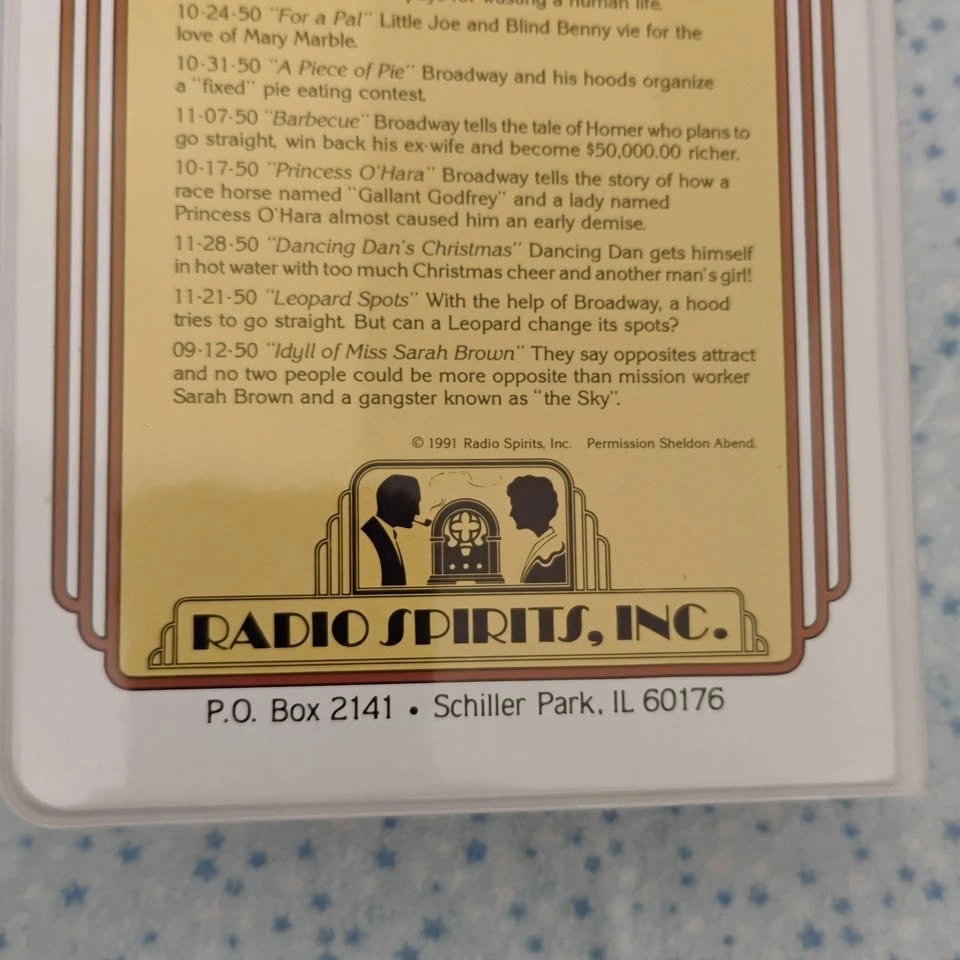 for wasting a human life.
10-24-50 "For a Pal" Little Joe and Blind Benny vie for the
love of Mary Marble.
10-31-50 "A Piece of Pie" Broadway and his hoods organize
a "fixed" pie eating contest.
11-07-50 "Barbecue" Broadway tells the tale of Homer who plans to
go straight, win back his ex-wife and become $50,000.00 richer.
10-17-50 "Princess O'Hara" Broadway tells the story of how a
race horse named "Gallant Godfrey" and a lady named
Princess O'Hara almost caused him an early demise.
11-28-50 "Dancing Dan's Christmas" Dancing Dan gets himself
in hot water with too much Christmas cheer and another man's girl!
11-21-50 "Leopard Spots" With the help of Broadway, a hood
tries to go straight. But can a Leopard change its spots?
09-12-50 "Idyll of Miss Sarah Brown" They say opposites attract
and no two people could be more opposite than mission worker
Sarah Brown and a gangster known as "the Sky".
© 1991 Radio Spirits, Inc. Permission Sheldon Abend.
RADIO SPIRITS, INC.
P.O. Box 2141 • Schiller Park, IL 60176